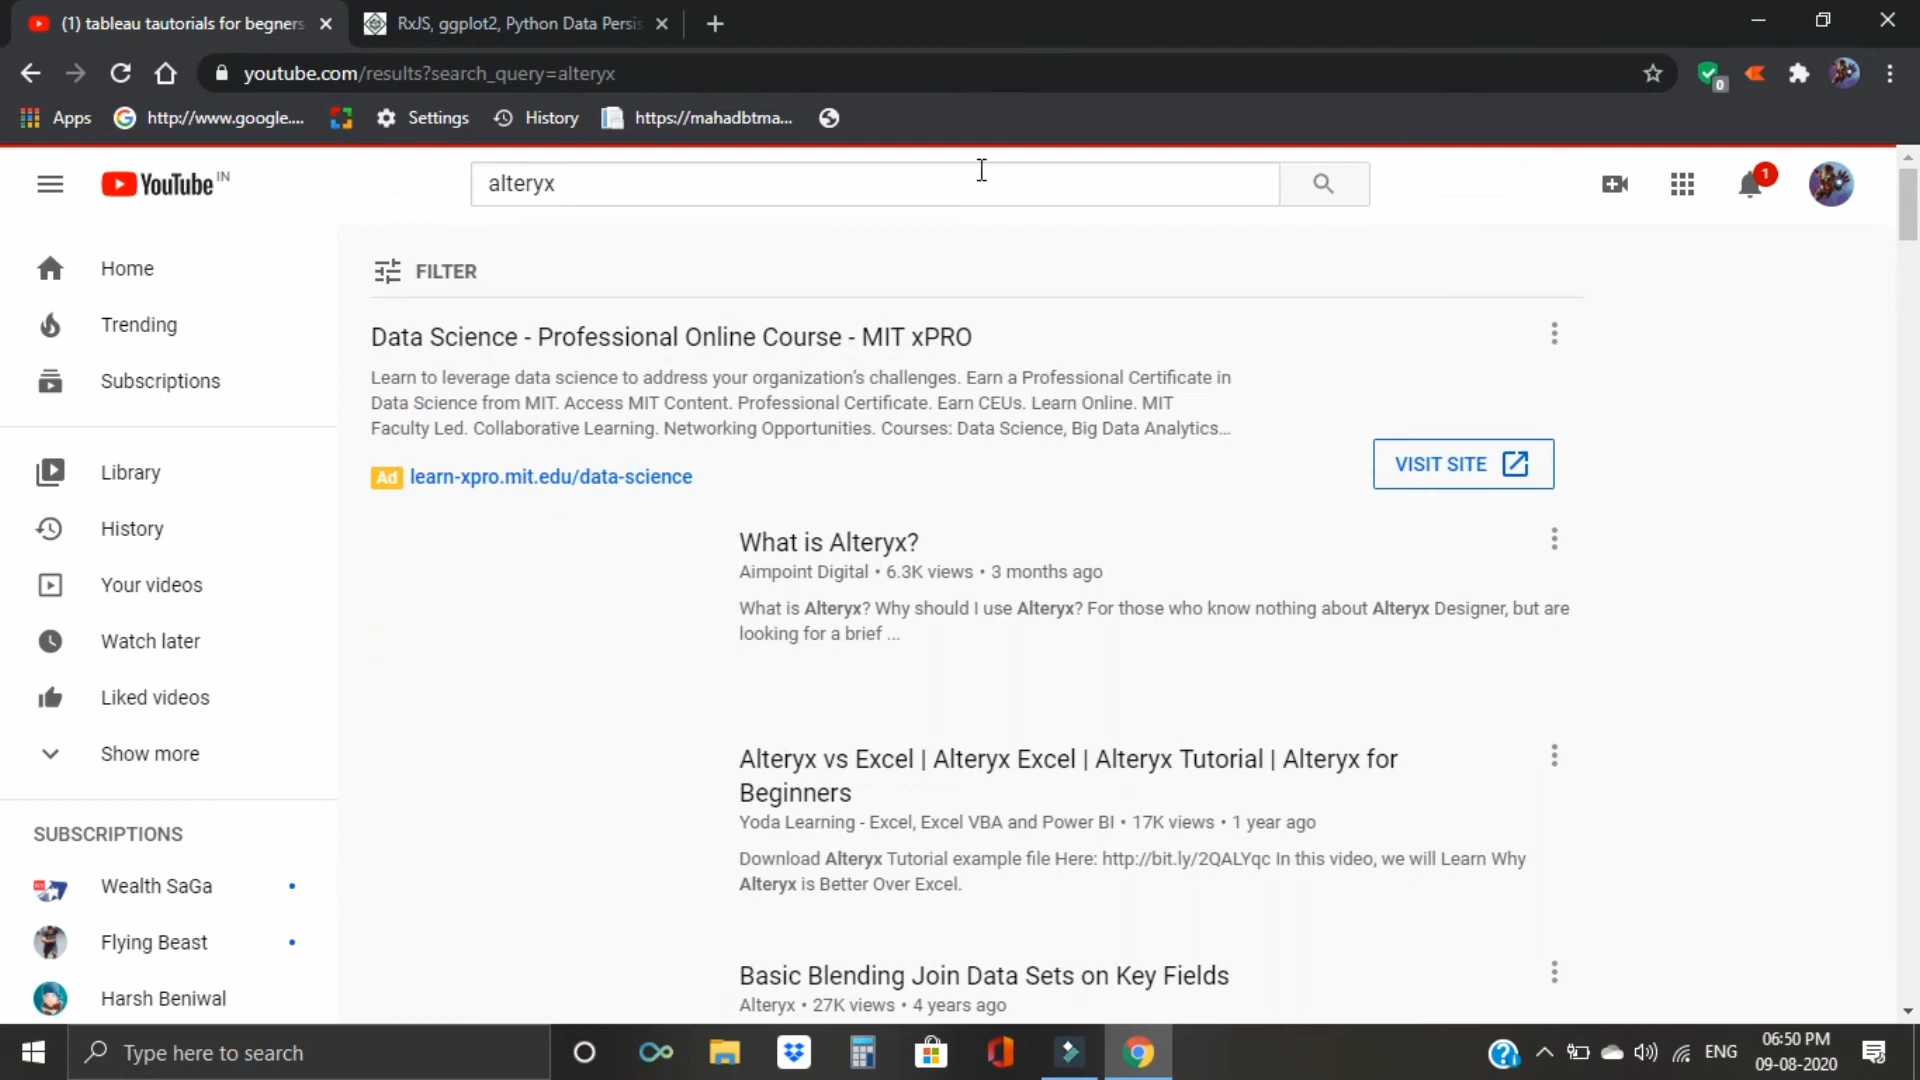 (1) tableau tautorials for begners
RxJS, ggplot2, Python Data Persis
youtube.com/results?search_query=alteryx
0
Apps
http://www.google....
Settings
History
https://mahadbtma...
YouTube IN
alteryx
1
Home
Trending
Subscriptions
Library
History
Your videos
Watch later
Liked videos
Show more
SUBSCRIPTIONS
Wealth SaGa
Flying Beast
Harsh Beniwal
FILTER
Data Science - Professional Online Course - MIT xPRO
Learn to leverage data science to address your organization's challenges. Earn a Professional Certificate in
Data Science from MIT. Access MIT Content. Professional Certificate. Earn CEUs. Learn Online. MIT
Faculty Led. Collaborative Learning. Networking Opportunities. Courses: Data Science, Big Data Analytics...
Ad learn-xpro.mit.edu/data-science
VISIT SITE
What is Alteryx?
Aimpoint Digital • 6.3K views • 3 months ago
What is Alteryx? Why should I use Alteryx? For those who know nothing about Alteryx Designer, but are
looking for a brief ...
Alteryx vs Excel | Alteryx Excel | Alteryx Tutorial | Alteryx for
Beginners
Yoda Learning - Excel, Excel VBA and Power BI • 17K views • 1 year ago
Download Alteryx Tutorial example file Here: http://bit.ly/2QALYqc In this video, we will Learn Why
Alteryx is Better Over Excel.
Basic Blending Join Data Sets on Key Fields
Alteryx • 27K views • 4 years ago
Type here to search
ENG
06:50 PM
09-08-2020